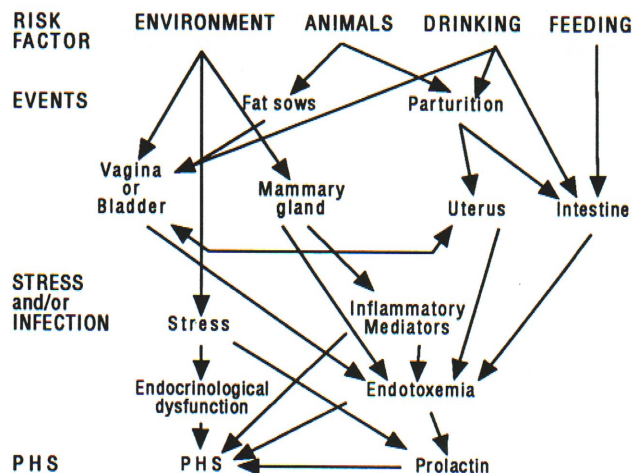 RISK ENVIRONMENT ANIMALS DRINKING FEEDING
FACTOR
EVENTS Fat sows Parturition
Vagina
or
Bladder
Mammary
gland
Uterus Intestine
STRESS
and/or
INFECTION
Stress
Inflammatory
Mediators
Endocrinological
dysfunction
Endotoxemia
PHS PHS Prolactin